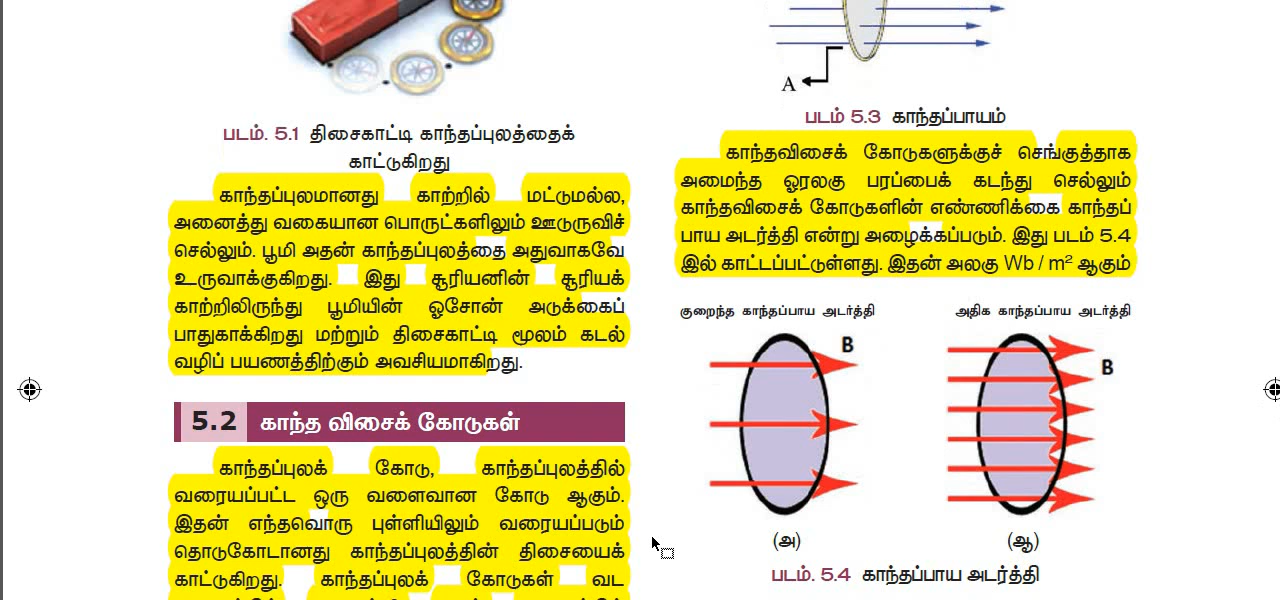 படம். 5.1 திசைகாட்டி காந்தப்புலத்தைக்
காட்டுகிறது
காந்தப்புலமானது காற்றில் மட்டுமல்ல,
அனைத்து வகையான பொருட்களிலும் ஊடுருவிச்
செல்லும். பூமி அதன் காந்தப்புலத்தை அதுவாகவே
உருவாக்குகிறது. இது சூரியனின் சூரியக்
காற்றிலிருந்து பூமியின் ஓசோன் அடுக்கைப்
பாதுகாக்கிறது மற்றும் திசைகாட்டி மூலம் கடல்
வழிப் பயணத்திற்கும் அவசியமாகிறது.
5.2 காந்த விசைக் கோடுகள்
காந்தப்புலக் கோடு, காந்தப்புலத்தில்
வரையப்பட்ட ஒரு வளைவான கோடு ஆகும்.
இதன் எந்தவொரு புள்ளியிலும் வரையப்படும்
தொடுகோடானது காந்தப்புலத்தின் திசையைக்
காட்டுகிறது. காந்தப்புலக் கோடுகள் வட
A
படம் 5.3 காந்தப்பாயம்
காந்தவிசைக் கோடுகளுக்குச் செங்குத்தாக
அமைந்த ஓரலகு பரப்பைக் கடந்து செல்லும்
காந்தவிசைக் கோடுகளின் எண்ணிக்கை காந்தப்
பாய அடர்த்தி என்று அழைக்கப்படும். இது படம் 5.4
இல் காட்டப்பட்டுள்ளது. இதன் அலகு Wb / m² ஆகும்
குறைந்த காந்தப்பாய அடர்த்தி
அதிக காந்தப்பாய அடர்த்தி
B
B
(அ)
(ஆ)
படம். 5.4 காந்தப்பாய அடர்த்தி